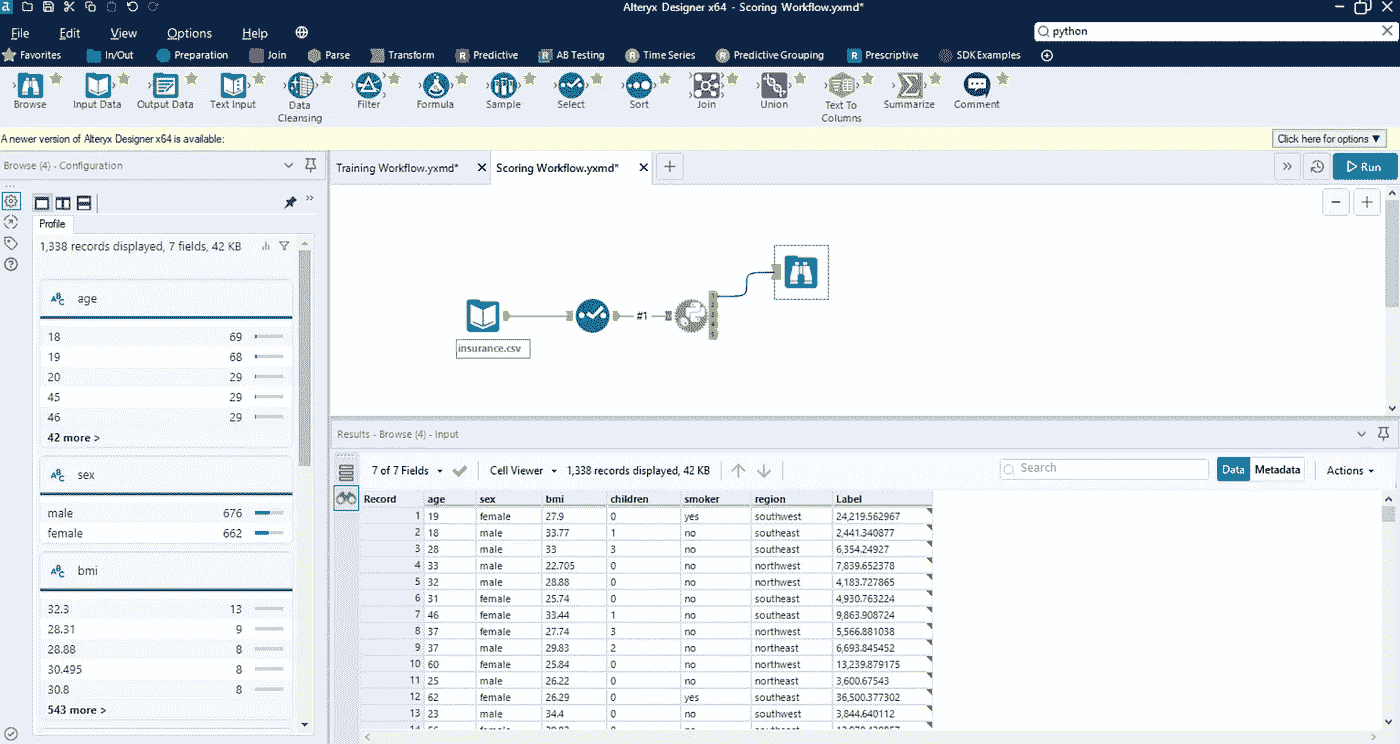 Alteryx Designer x64 - Scoring Workflow.yxmd*
File Edit View Options Help
python
Favorites In/Out Preparation Join Parse Transform Predictive AB Testing Time Series Predictive Grouping Prescriptive SDKExamples
Browse Input Data Output Data Text Input Data Cleansing Filter Formula Sample Select Sort Join Union Text To Columns Summarize Comment
A newer version of Alteryx Designer x64 is available:
Click here for options ▼
Browse (4) - Configuration
Training Workflow.yxmd*
Scoring Workflow.yxmd*
Run
Profile
1,338 records displayed, 7 fields, 42 KB
age
18 69
19 68
20 29
45 29
46 29
42 more >
sex
male 676
female 662
bmi
32.3 13
28.31 9
28.88 8
30.495 8
30.8 8
543 more >
#1
insurance.csv
Results - Browse (4) - Input
7 of 7 Fields Cell Viewer 1,338 records displayed, 42 KB Search Data Metadata Actions
Record age sex bmi children smoker region Label
1 19 female 27.9 0 yes southwest 24,219.562967
2 18 male 33.77 1 no southeast 2,441.340877
3 28 male 33 3 no southeast 6,354.24927
4 33 male 22.705 0 no northwest 7,839.652378
5 32 male 28.88 0 no northwest 4,183.727865
6 31 female 25.74 0 no southeast 4,930.763224
7 46 female 33.44 1 no southeast 9,863.908724
8 37 female 27.74 3 no northwest 5,566.881038
9 37 male 29.83 2 no northeast 6,693.845452
10 60 female 25.84 0 no northwest 13,239.879175
11 25 male 26.22 0 no northeast 3,600.67543
12 62 female 26.29 0 yes southeast 36,500.377302
13 23 male 34.4 0 no southwest 3,844.640112